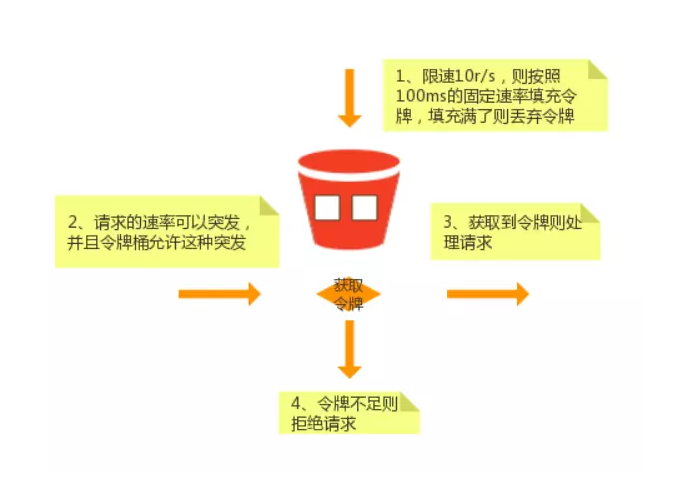 1、限速10r/s，则按照
100ms的固定速率填充令
牌，填充满了则丢弃令牌
2、请求的速率可以突发，
并且令牌桶允许这种突发
3、获取到令牌则处
理请求
获取
令牌
4、令牌不足则
拒绝请求